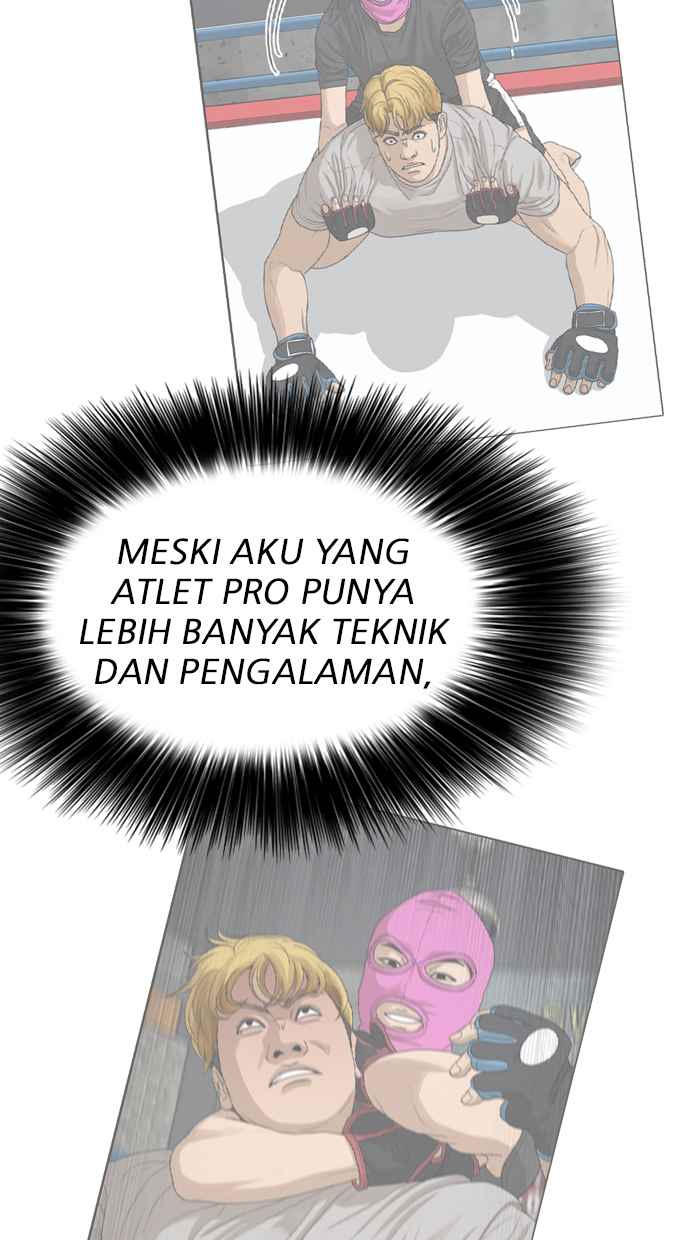 MESKI AKU YANG
ATLET PRO PUNYA
LEBIH BANYAK TEKNIK
DAN PENGALAMAN,